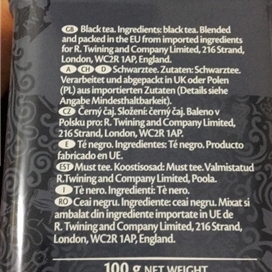 GB Black tea. Ingredients: black tea. Blended
and packed in the EU from imported ingredients
for R. Twining and Company Limited, 216 Strand,
London, WC2R 1AP, England.
A CH D Schwarztee. Zutaten: Schwarztee.
Verarbeitet und abgepackt in UK oder Polen
(PL) aus importierten Zutaten (Details siehe
Angabe Mindesthaltbarkeit).
CZ Černý čaj. Složení: černý čaj. Baleno v
Polsku pro: R. Twining and Company Limited,
216 Strand, London, WC2R 1AP.
E Té negro. Ingredientes: Té negro. Producto
fabricado en UE.
EST Must tee. Koostisosad: Must tee. Valmistatud
R.Twining and Company Limited, Poola.
I Tè nero. Ingredienti: Tè nero.
RO Ceai negru. Ingrediente: ceai negru. Mixat si
ambalat din ingrediente importate in UE de
R. Twining and Company Limited, 216 Strand,
London, WC2R 1AP, England.
100 g NET WEIGHT